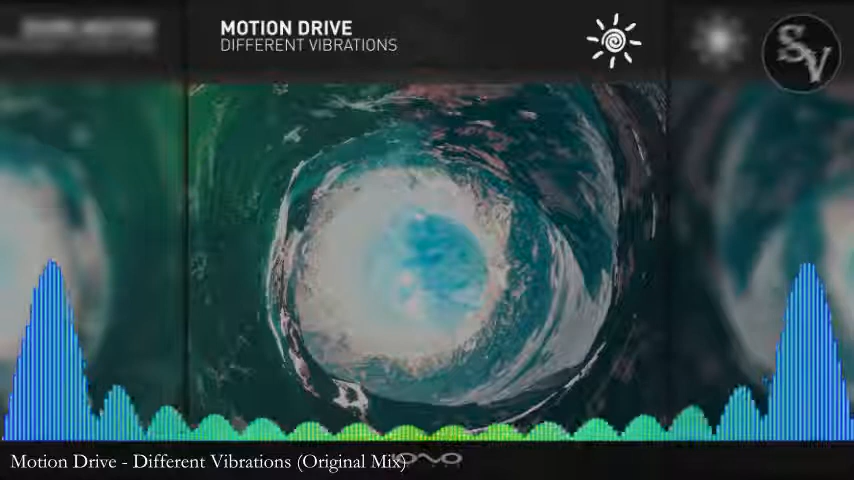 MOTION DRIVE
DIFFERENT VIBRATIONS
SV
Motion Drive - Different Vibrations (Original Mix)